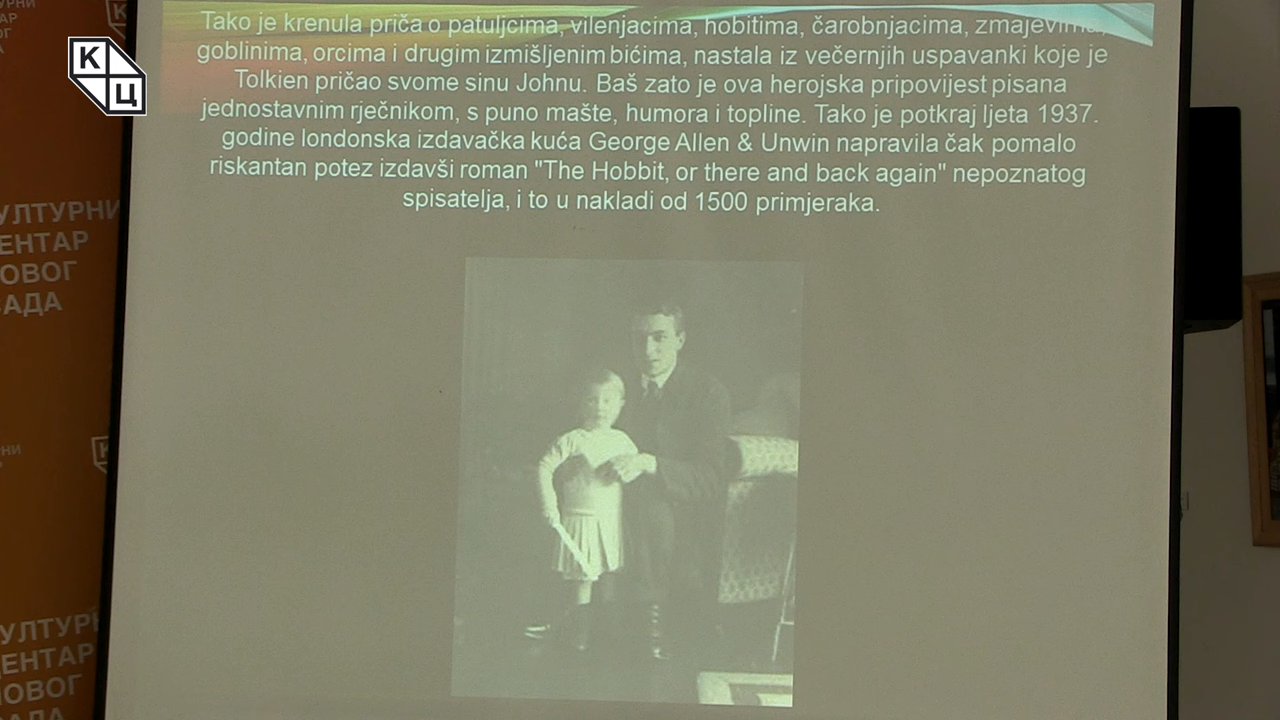 Tako je krenula priča o patuljcima, vilenjacima, hobitima, čarobnjacima, zmajevima,
goblinima, orcima i drugim izmišljenim bićima, nastala iz večernjih uspavanki koje je
Tolkien pričao svome sinu Johnu. Baš zato je ova herojska pripovijest pisana
jednostavnim rječnikom, s puno mašte, humora i topline. Tako je potkraj ljeta 1937.
godine londonska izdavačka kuća George Allen & Unwin napravila čak pomalo
riskantan potez izdavši roman "The Hobbit, or there and back again" nepoznatog
spisatelja, i to u nakladi od 1500 primjeraka.
К
Ц
УЛТУРНИ
ЕНТАР
ОВОГ
АДА
УЛТУРН
ЦЕНТАР
НОВОГ